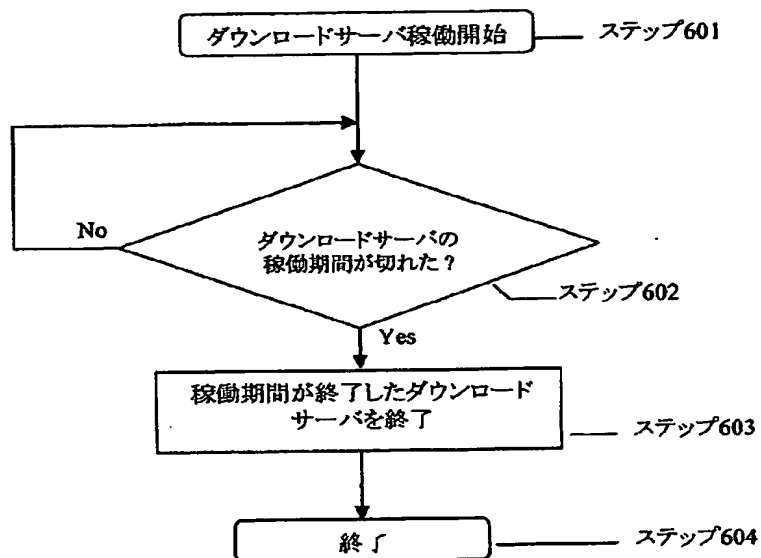 ダウンロードサーバ稼働開始
ステップ601
No
ダウンロードサーバの
稼働期間が切れた？
ステップ602
Yes
稼働期間が終了したダウンロード
サーバを終了
ステップ603
終了
ステップ604